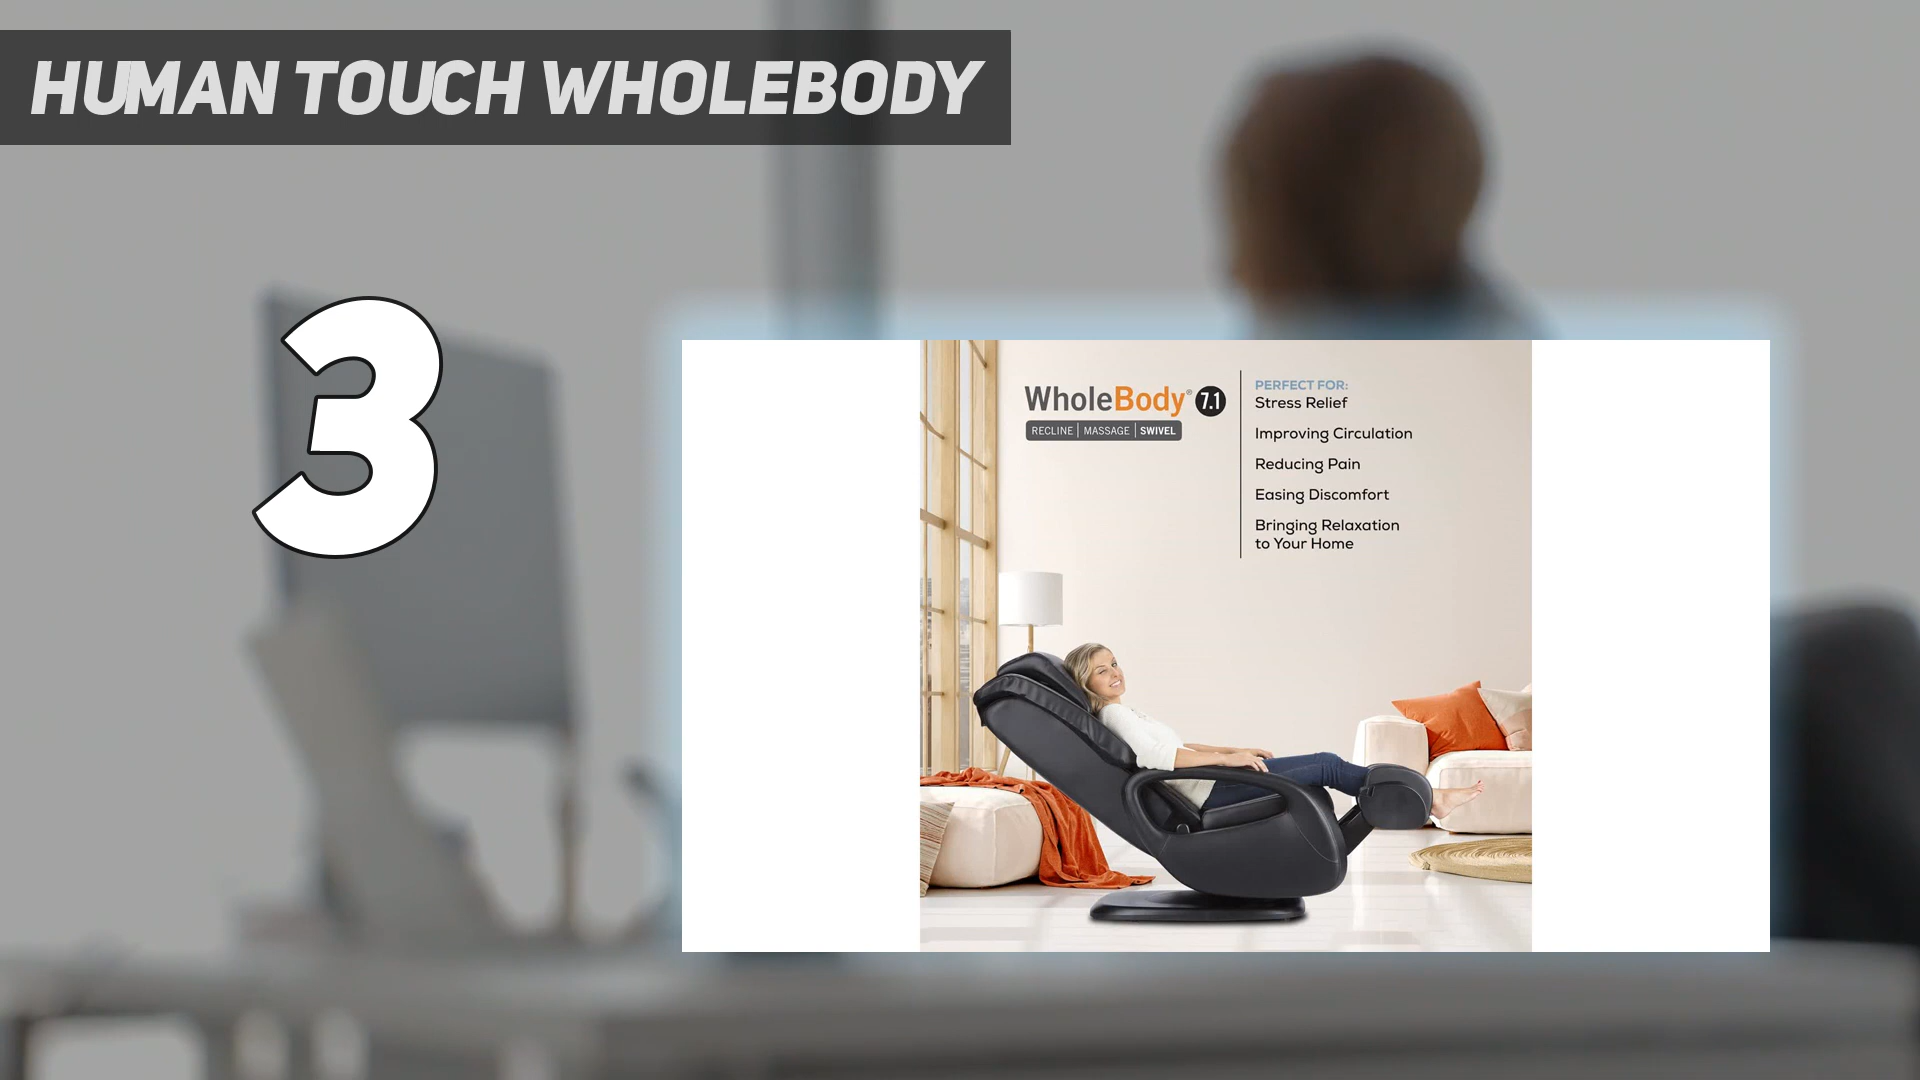 HUMAN TOUCH WHOLEBODY
3
WholeBody® 7.1
RECLINE | MASSAGE | SWIVEL
PERFECT FOR:
Stress Relief
Improving Circulation
Reducing Pain
Easing Discomfort
Bringing Relaxation
to Your Home